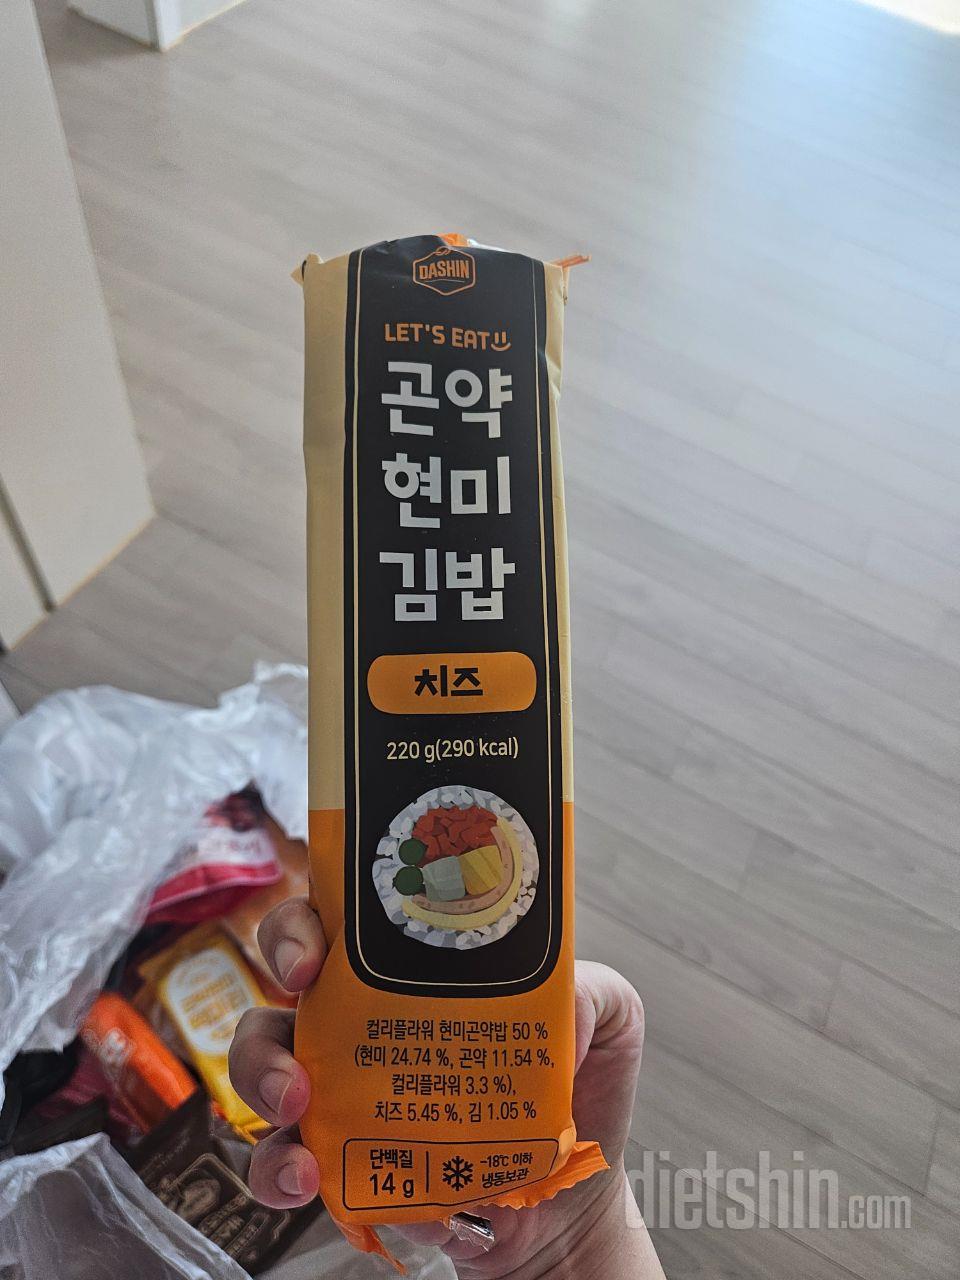 DASHIN
LET'S EAT
곤약
현미
김밥
치즈
220 g(290 kcal)
컬리플라워 현미곤약밥 50 %
(현미 24.74 %, 곤약 11.54 %,
컬리플라워 3.3 %),
치즈 5.45 %, 김 1.05 %
단백질
14 g
-18℃ 이하
냉동보관
dietshin.com